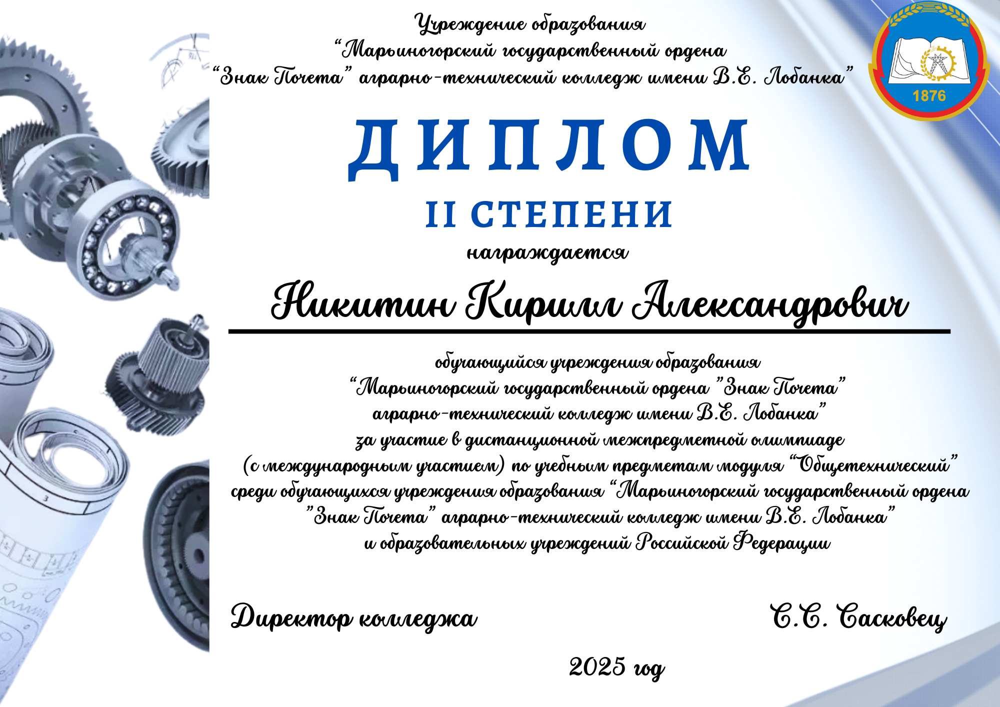 Учреждение образования
“Марьиногорский государственный ордена
“Знак Почета” аграрно-технический колледж имени В.Е. Лобанка”
1876
ДИПЛОМ
II СТЕПЕНИ
награждается
Никитин Кирилл Александрович
обучающийся учреждения образования
“Марьиногорский государственный ордена ”Знак Почета”
аграрно-технический колледж имени В.Е. Лобанка”
за участие в дистанционной межпредметной олимпиаде
(с международным участием) по учебным предметам модуля “Общетехнический”
среди обучающихся учреждения образования “Марьиногорский государственный ордена
”Знак Почета” аграрно-технический колледж имени В.Е. Лобанка”
и образовательных учреждений Российской Федерации
Директор колледжа С.С. Сасковец
2025 год